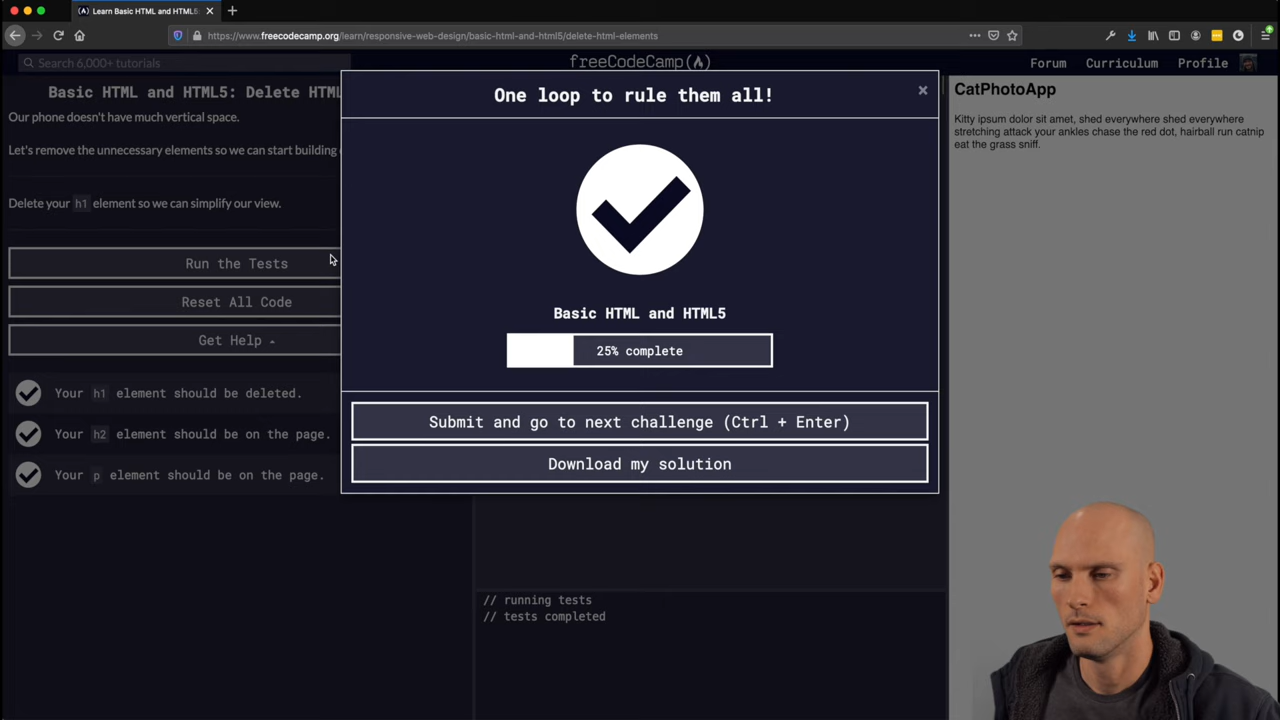 Learn Basic HTML and HTML5:
https://www.freecodecamp.org/learn/responsive-web-design/basic-html-and-html5/delete-html-elements
Search 6,000+ tutorials
freeCodeCamp
Forum
Curriculum
Profile
Basic HTML and HTML5: Delete HTML
Our phone doesn't have much vertical space.
Let's remove the unnecessary elements so we can start building
Delete your h1 element so we can simplify our view.
Run the Tests
Reset All Code
Get Help
Your h1 element should be deleted.
Your h2 element should be on the page.
Your p element should be on the page.
One loop to rule them all!
×
Basic HTML and HTML5
25% complete
Submit and go to next challenge (Ctrl + Enter)
Download my solution
// running tests
// tests completed
CatPhotoApp
Kitty ipsum dolor sit amet, shed everywhere shed everywhere
stretching attack your ankles chase the red dot, hairball run catnip
eat the grass sniff.